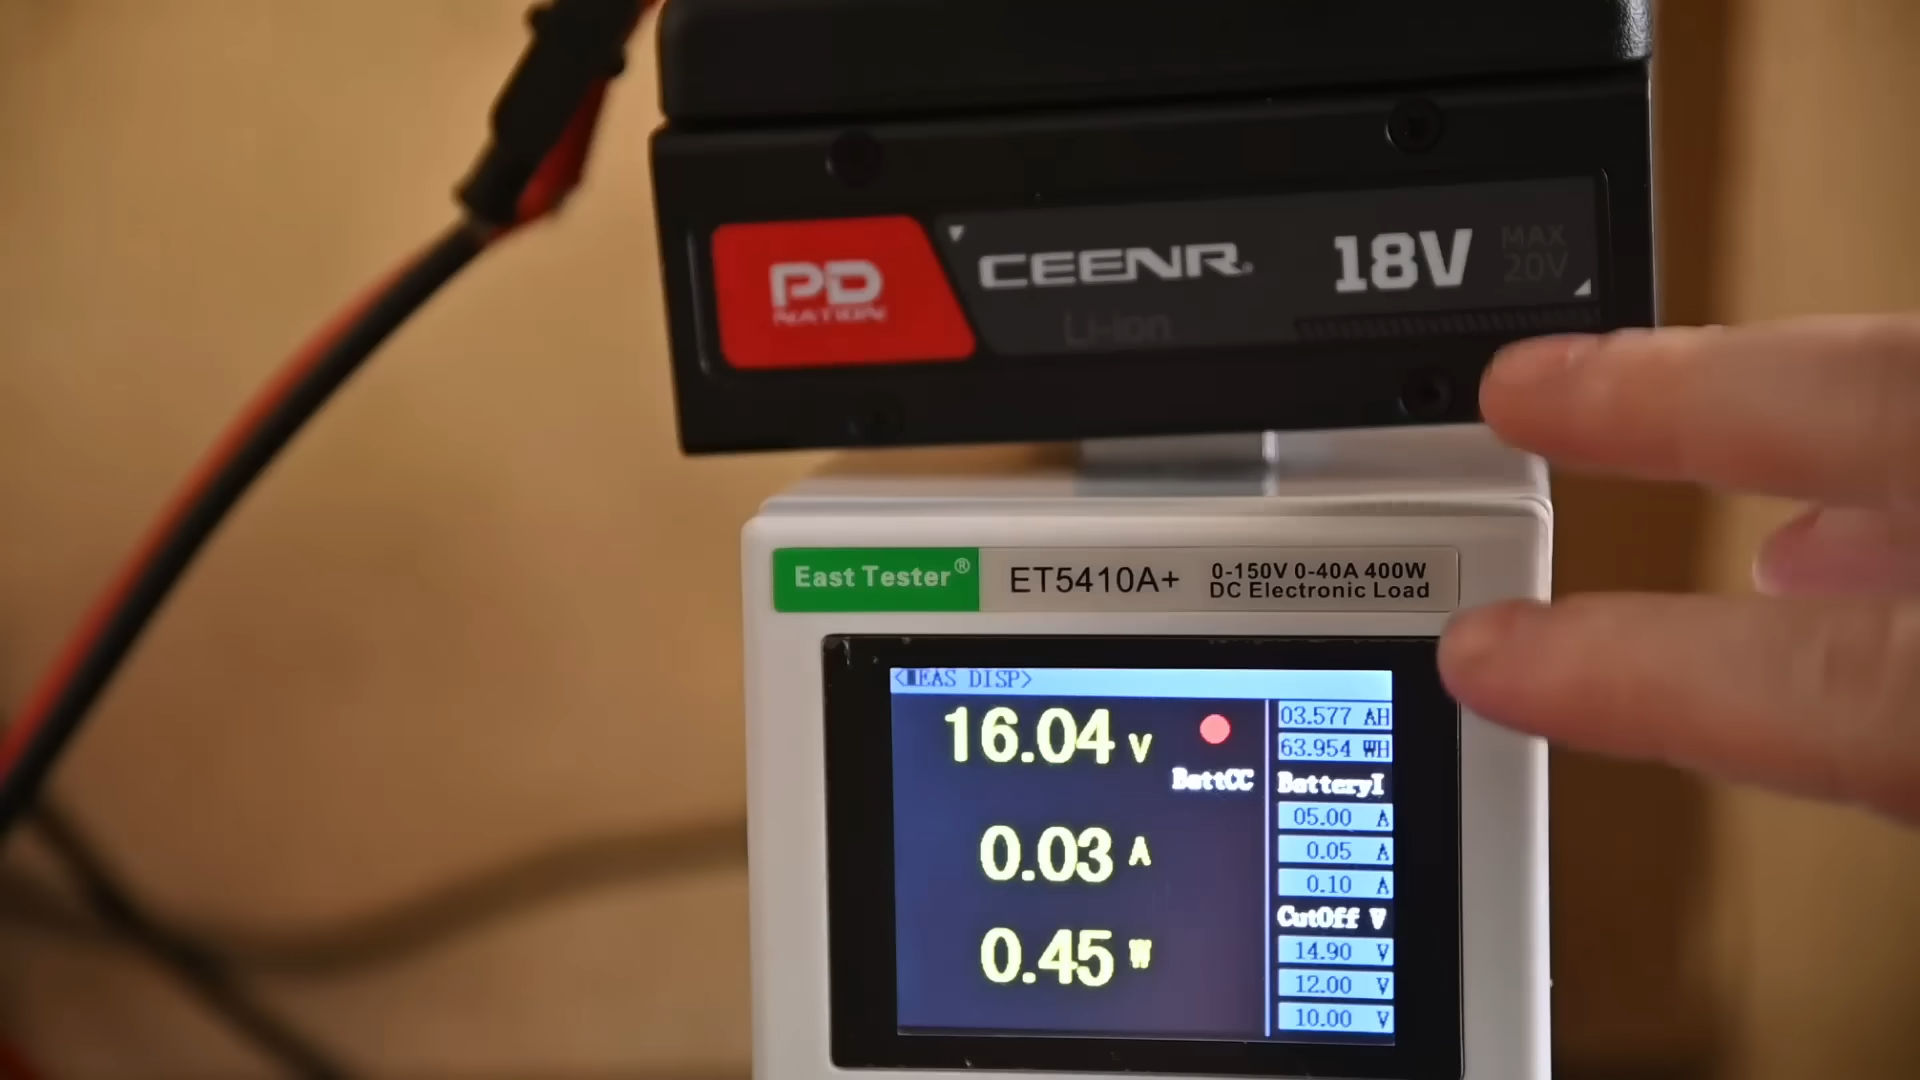 PD
NATION
CEENR®
18V
MAX
20V
Li-ion
East Tester®
ET5410A+
0-150V 0-40A 400W
DC Electronic Load
<MEAS DISP>
16.04 V
BattCC
0.03 A
0.45 W
03.577 AH
63.954 WH
BatteryI
05.00 A
0.05 A
0.10 A
CutOff V
14.90 V
12.00 V
10.00 V